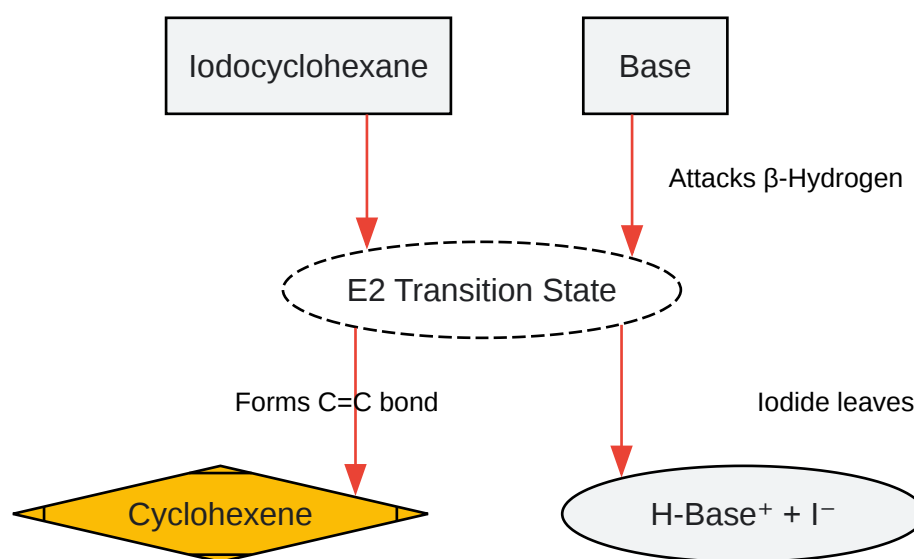 Iodocyclohexane
Base
Attacks β-Hydrogen
E2 Transition State
Forms C=C bond
Iodide leaves
Cyclohexene
H-Base⁺ + I⁻